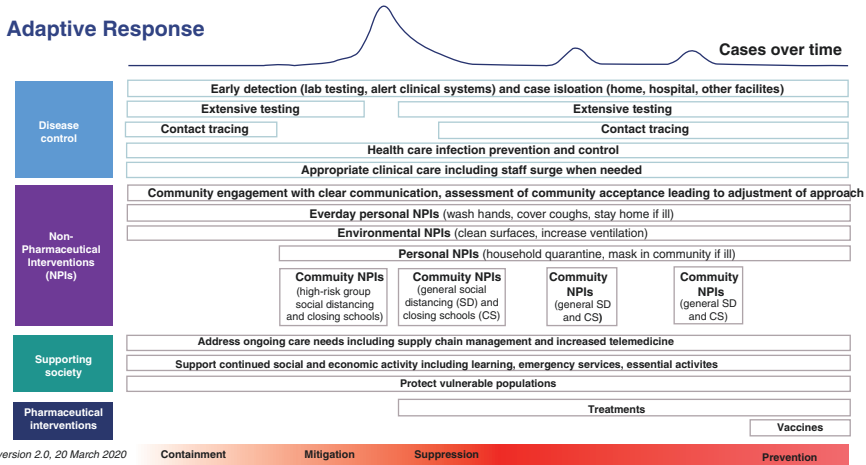 Adaptive Response
Cases over time
Disease
control
Early detection (lab testing, alert clinical systems) and case isloation (home, hospital, other facilites)
Extensive testing
Extensive testing
Contact tracing
Contact tracing
Health care infection prevention and control
Appropriate clinical care including staff surge when needed
Non-
Pharmaceutical
Interventions
(NPIs)
Community engagement with clear communication, assessment of community acceptance leading to adjustment of approach
Everday personal NPIs (wash hands, cover coughs, stay home if ill)
Environmental NPIs (clean surfaces, increase ventilation)
Personal NPIs (household quarantine, mask in community if ill)
Commuity NPIs
(high-risk group
social distancing
and closing schools)
Commuity NPIs
(general social
distancing (SD) and
closing schools (CS)
Commuity
NPIs
(general SD
and CS)
Commuity
NPIs
(general SD
and CS)
Supporting
society
Address ongoing care needs including supply chain management and increased telemedicine
Support continued social and economic activity including learning, emergency services, essential activites
Protect vulnerable populations
Pharmaceutical
interventions
Treatments
Vaccines
version 2.0, 20 March 2020
Containment
Mitigation
Suppression
Prevention